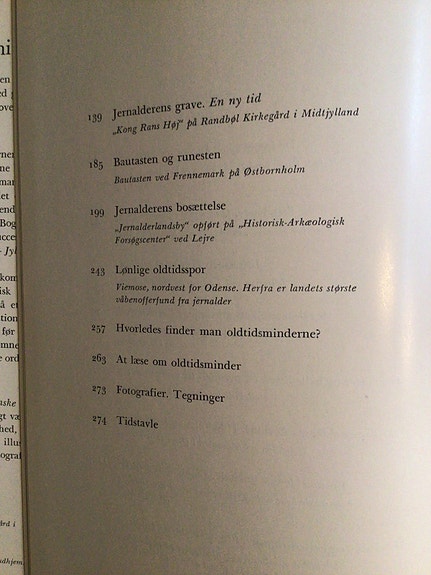 139 Jernalderens grave. En ny tid
„Kong Rans Høj" på Randbøl Kirkegård i Midtjylland
185 Bautasten og runesten
Bautasten ved Frennemark på Østbornholm
199 Jernalderens bosættelse
„Jernalderlandsby" opført på „Historisk-Arkæologisk
Forsøgscenter" ved Lejre
243 Lønlige oldtidsspor
Viemose, nordvest for Odense. Herfra er landets største
våbenofferfund fra jernalder
257 Hvorledes finder man oldtidsminderne?
263 At læse om oldtidsminder
273 Fotografier. Tegninger
274 Tidstavle